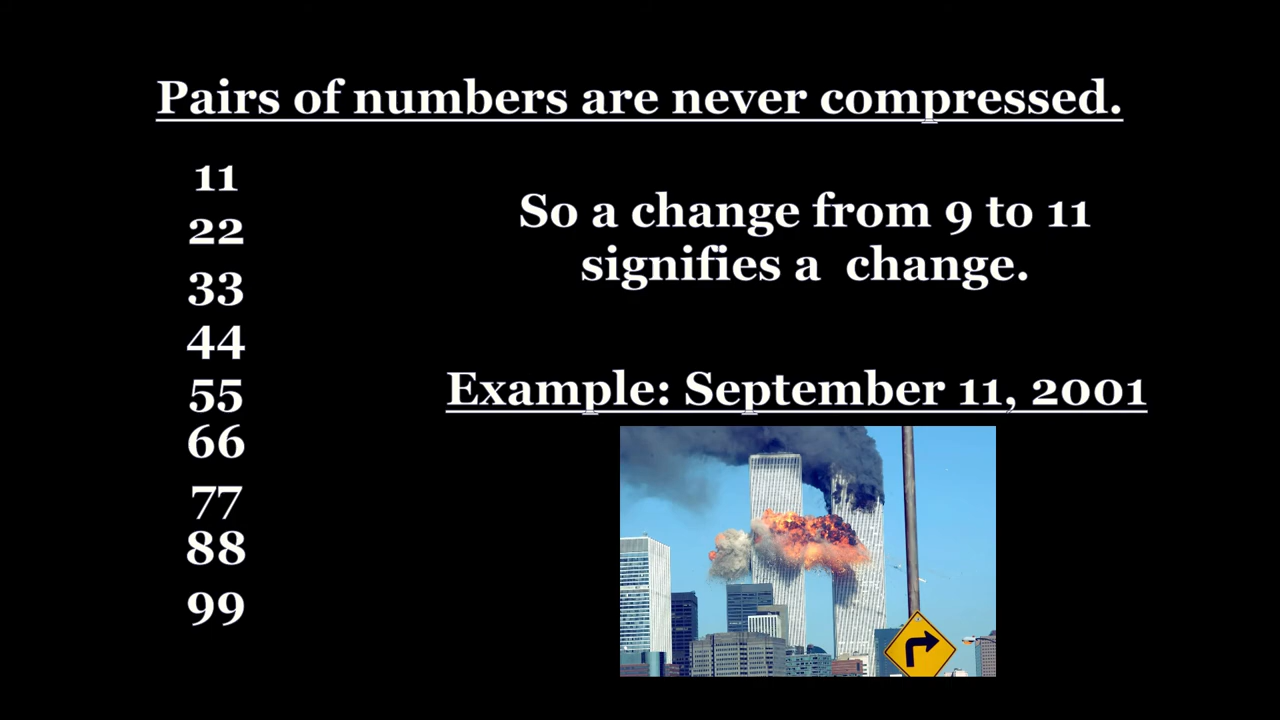 Pairs of numbers are never compressed.
11
22
33
44
55
66
77
88
99
So a change from 9 to 11
signifies a change.
Example: September 11, 2001